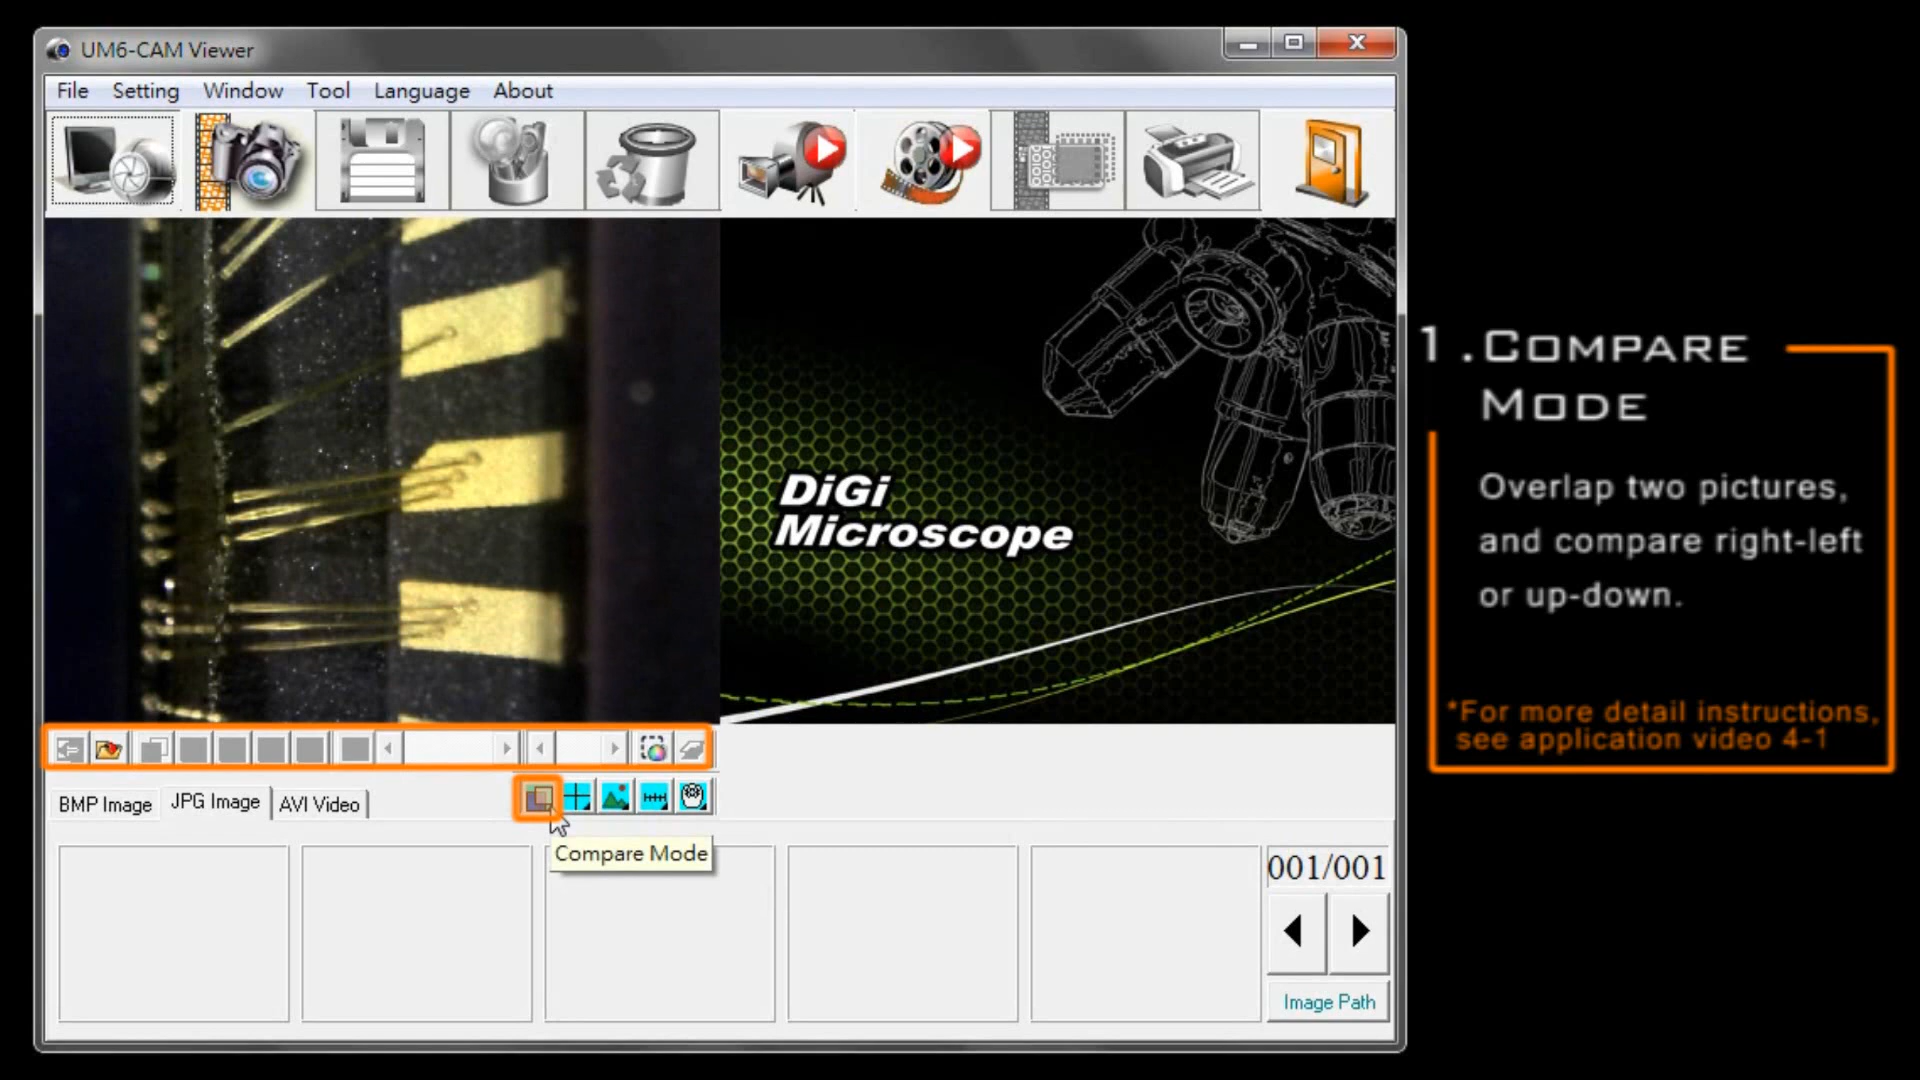 UM6-CAM Viewer
File Setting Window Tool Language About
DiGi
Microscope
1.COMPARE
MODE
Overlap two pictures,
and compare right-left
or up-down.
*For more detail instructions,
see application video 4-1
BMP Image JPG Image AVI Video
Compare Mode
001/001
Image Path